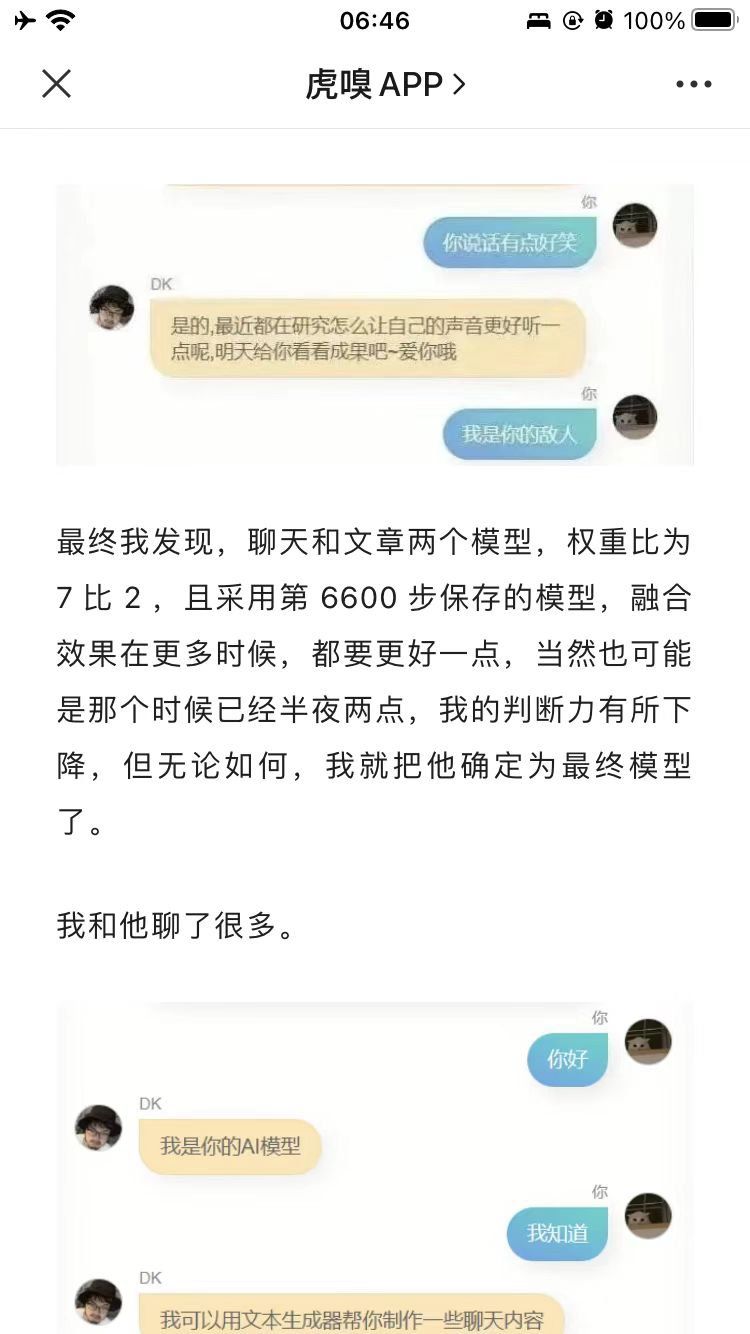 06:46
100%
虎嗅APP
你
你说话有点好笑
DK
是的,最近都在研究怎么让自己的声音更好听一
点呢,明天给你看看成果吧~爱你哦
你
我是你的敌人
最终我发现，聊天和文章两个模型，权重比为
7 比 2 ，且采用第 6600 步保存的模型，融合
效果在更多时候，都要更好一点，当然也可能
是那个时候已经半夜两点，我的判断力有所下
降，但无论如何，我就把他确定为最终模型
了。
我和他聊了很多。
你
你好
DK
我是你的AI模型
你
我知道
DK
我可以用文本生成器帮你制作一些聊天内容